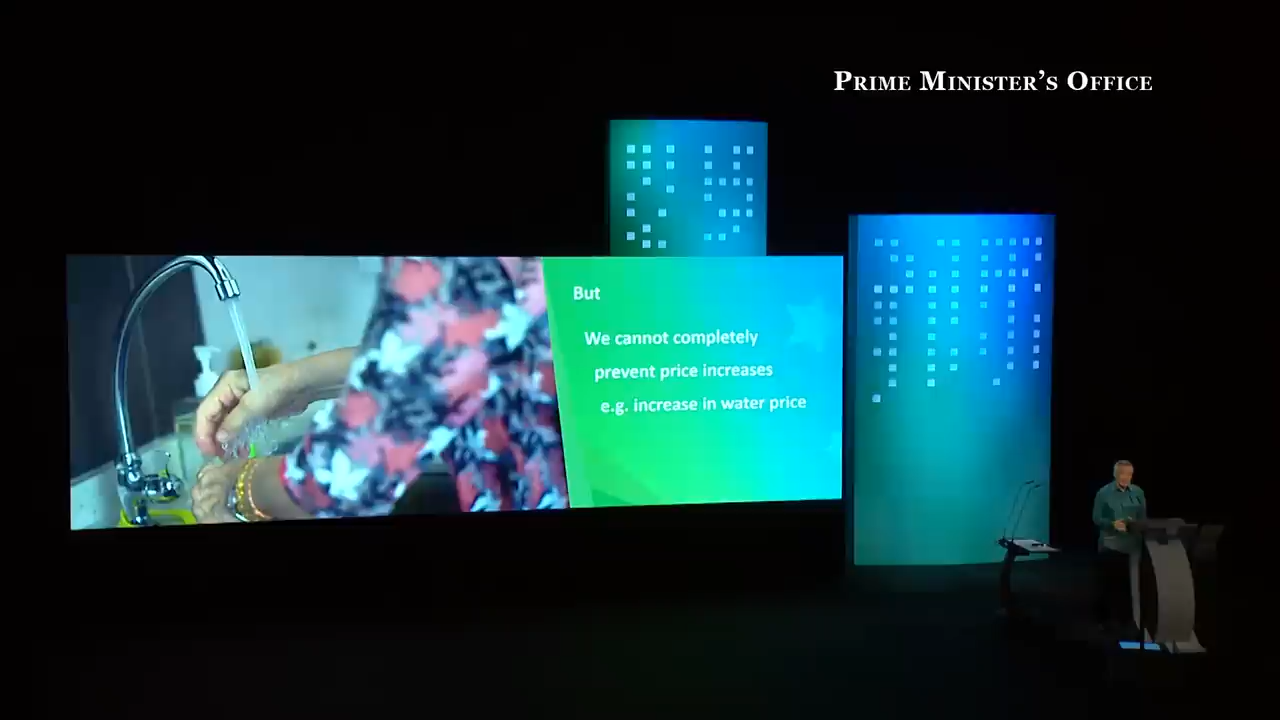 PRIME MINISTER'S OFFICE
But
We cannot completely
prevent price increases
e.g. increase in water price